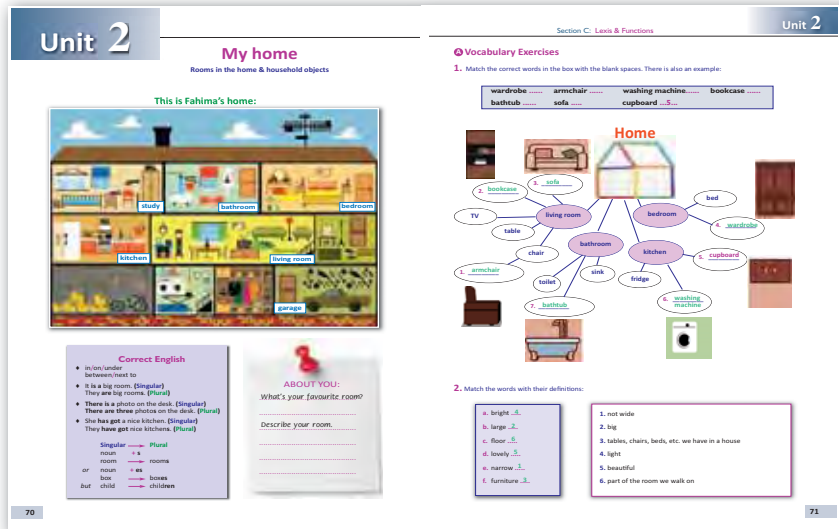 Unit 2
My home
Rooms in the home & household objects
This is Fahima's home:
study
bathroom
bedroom
kitchen
living room
garage
Correct English
♦ in/on/under
between/next to
♦ It is a big room. (Singular)
They are big rooms. (Plural)
♦ There is a photo on the desk. (Singular)
There are three photos on the desk. (Plural)
♦ She has got a nice kitchen. (Singular)
They have got nice kitchens. (Plural)
Singular → Plural
noun + s
room → rooms
or noun + es
box → boxes
but child → children
ABOUT YOU:
What's your favourite room?
Describe your room.
70
Section C: Lexis & Functions
Unit 2
A Vocabulary Exercises
1. Match the correct words in the box with the blank spaces. There is also an example:
wardrobe ...... armchair ...... washing machine...... bookcase ......
bathtub ...... sofa ..... cupboard ...5...
Home
2. bookcase
3. sofa
TV
living room
table
chair
1. armchair
bathroom
toilet
sink
7. bathtub
bedroom
bed
4. wardrobe
kitchen
5. cupboard
fridge
6. washing
machine
2. Match the words with their definitions:
a. bright ..4..
b. large ..2..
c. floor ..6..
d. lovely ..5..
e. narrow ..1..
f. furniture ..3..
1. not wide
2. big
3. tables, chairs, beds, etc. we have in a house
4. light
5. beautiful
6. part of the room we walk on
71